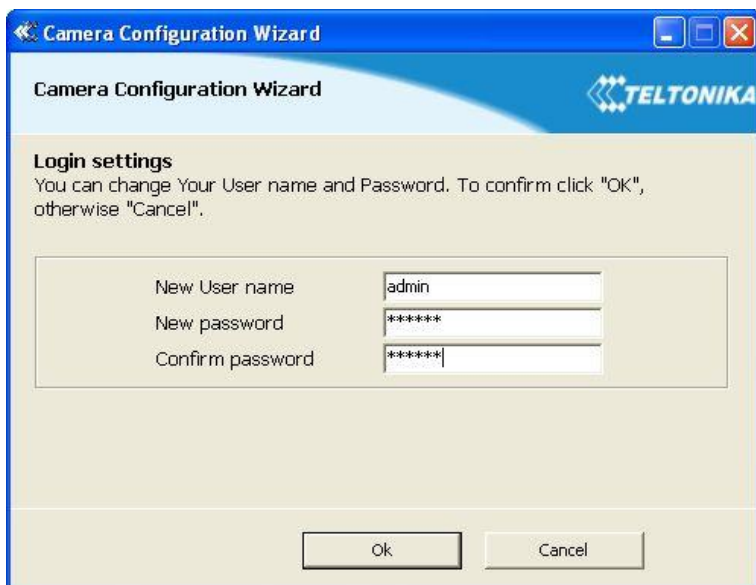 Camera Configuration Wizard
Camera Configuration Wizard
TELTONIKA
Login settings
You can change Your User name and Password. To confirm click "OK",
otherwise "Cancel".
New User name admin
New password ******
Confirm password ******
Ok Cancel